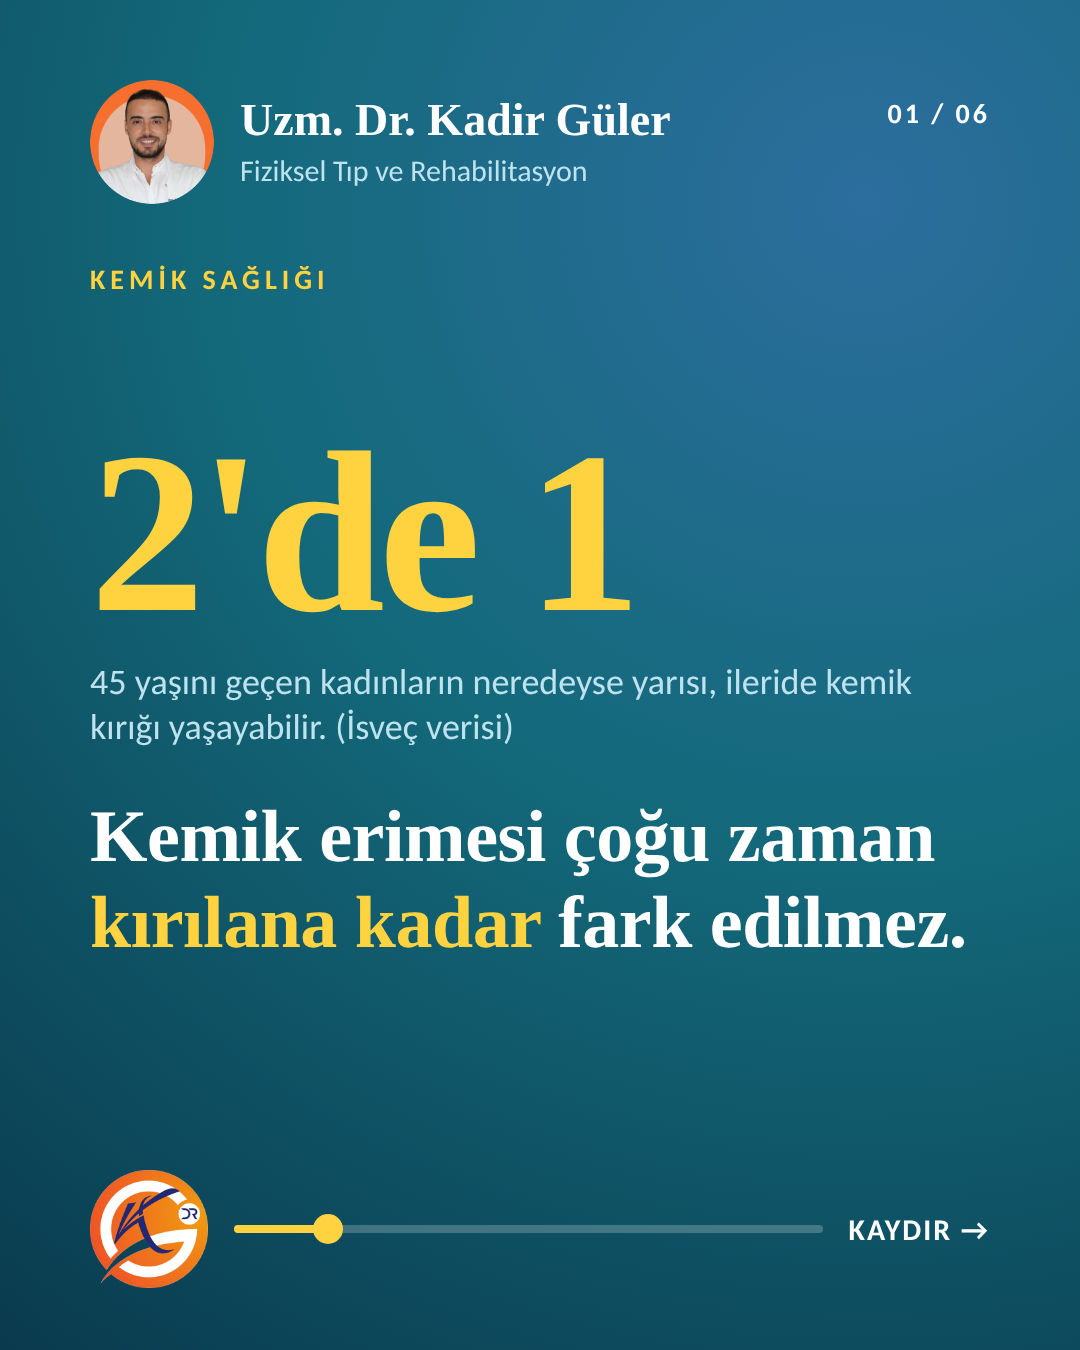 Uzm. Dr. Kadir Güler
01 / 06
Fiziksel Tıp ve Rehabilitasyon
KEMİK SAĞLIĞI
2'de 1
45 yaşını geçen kadınların neredeyse yarısı, ileride kemik
kırığı yaşayabilir. (İsveç verisi)
Kemik erimesi çoğu zaman
kırılana kadar fark edilmez.
DR
KAYDIR →